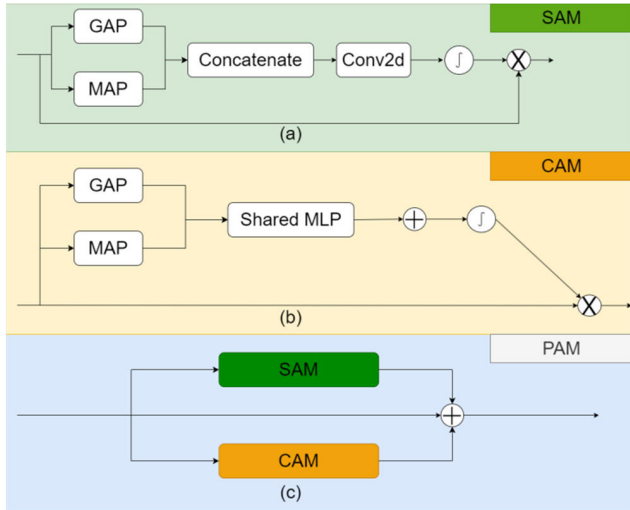 SAM
GAP
Concatenate
Conv2d
∫
X
MAP
(a)
CAM
GAP
Shared MLP
+
∫
MAP
X
(b)
PAM
SAM
+
CAM
(c)